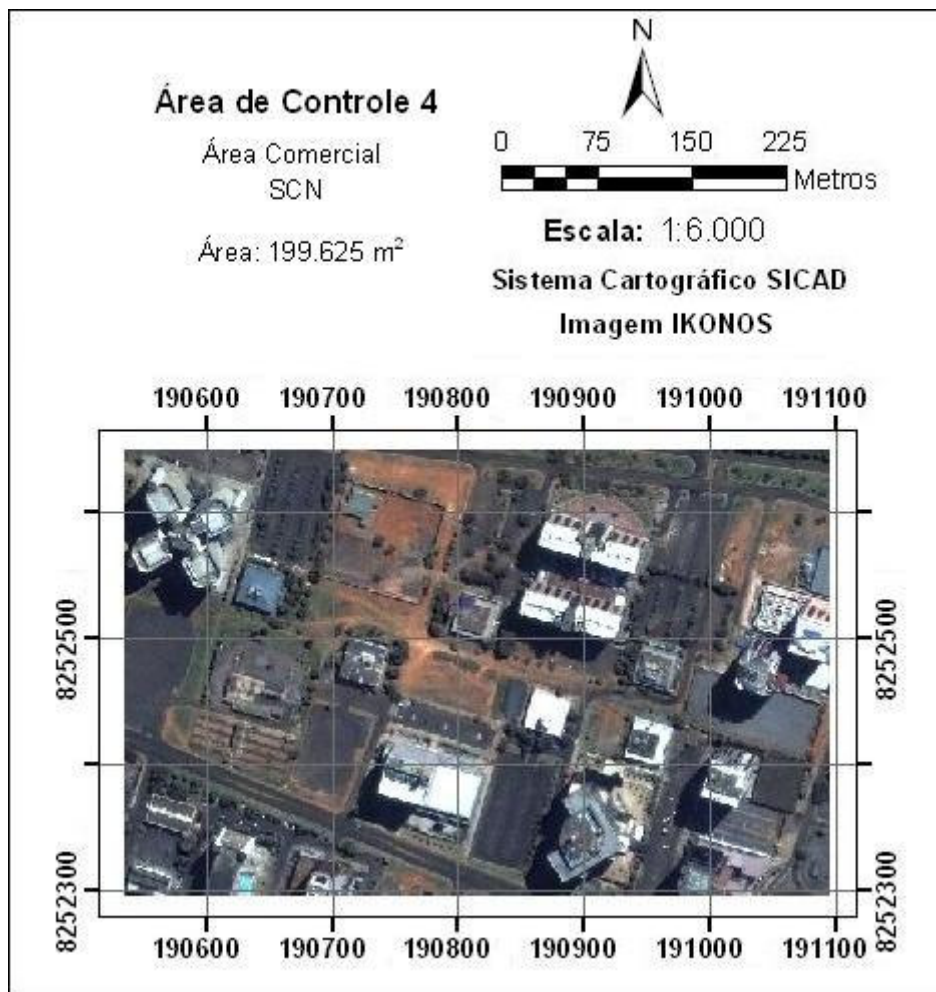 N
Área de Controle 4
Área Comercial
SCN
Área: 199.625 m²
0 75 150 225
Metros
Escala: 1:6.000
Sistema Cartográfico SICAD
Imagem IKONOS
190600 190700 190800 190900 191000 191100
8252500 8252500
8252300 8252300
190600 190700 190800 190900 191000 191100